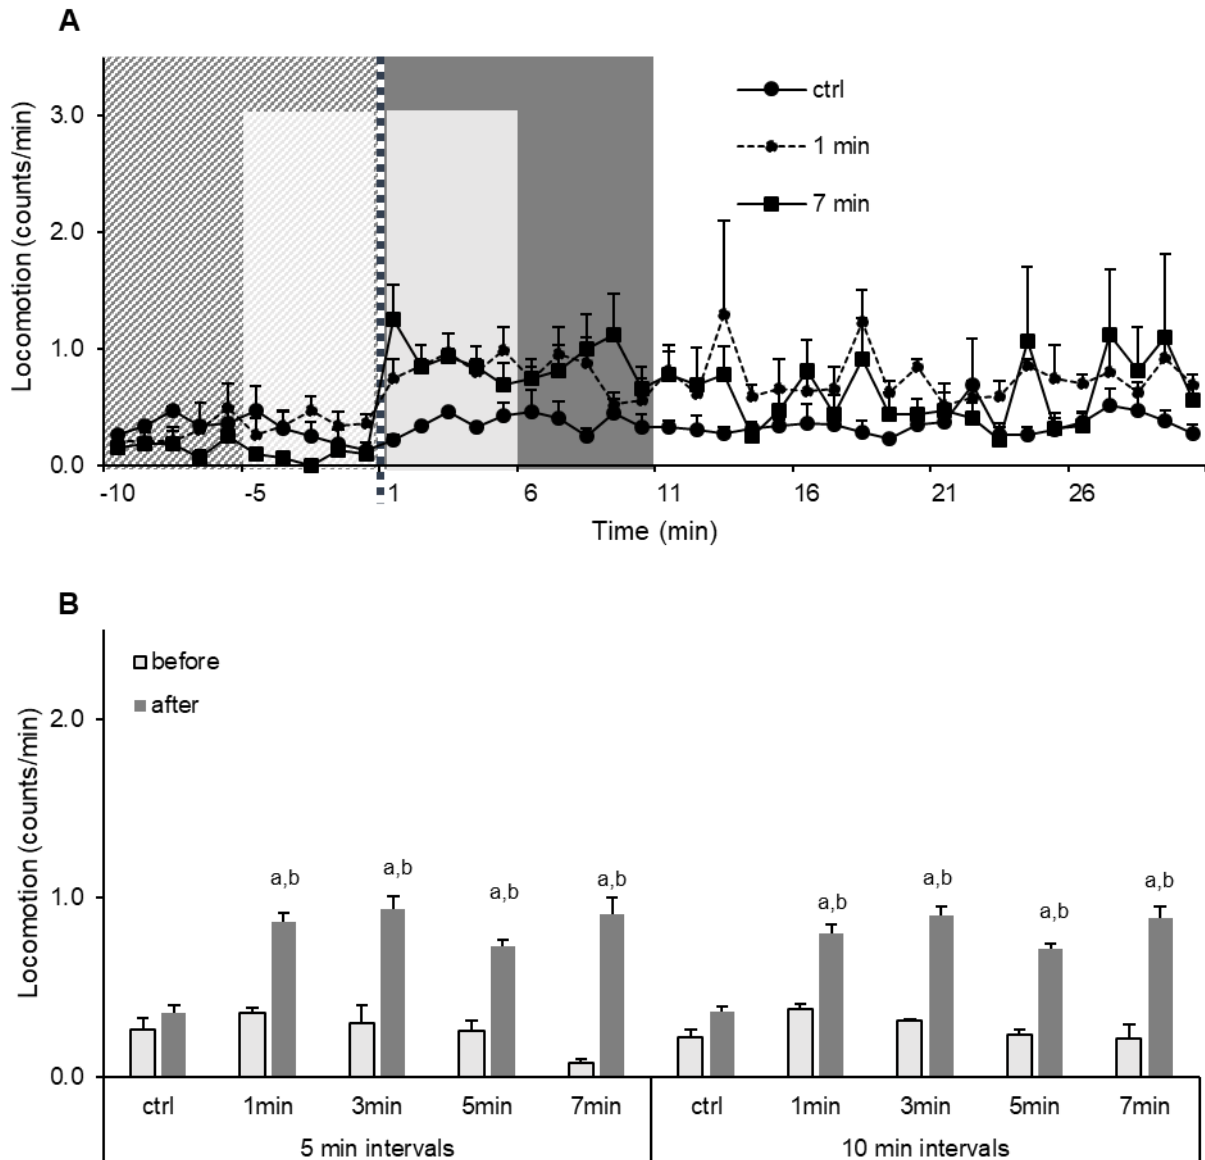 A
Locomotion (counts/min)
3.0
2.0
1.0
0.0
ctrl
1 min
7 min
-10 -5 1 6 11 16 21 26
Time (min)
B
Locomotion (counts/min)
before
after
2.0
1.0
0.0
a,b a,b a,b a,b a,b a,b a,b a,b
ctrl 1min 3min 5min 7min ctrl 1min 3min 5min 7min
5 min intervals 10 min intervals